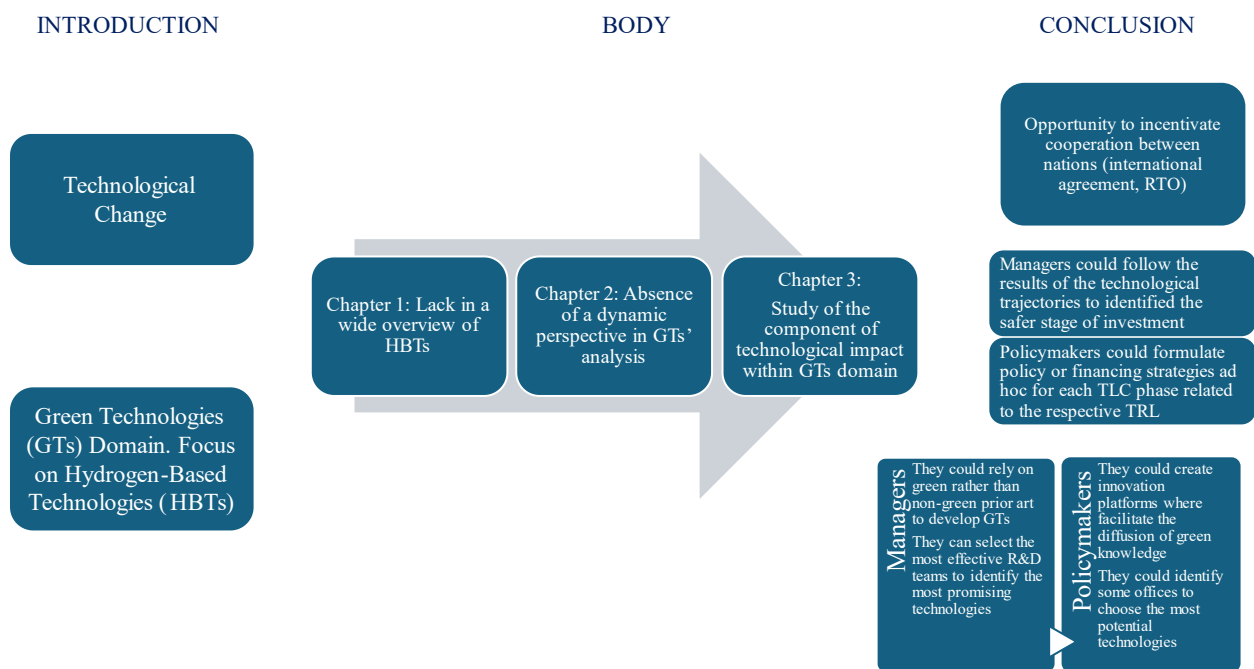 INTRODUCTION
BODY
CONCLUSION
Technological
Change
Green Technologies
(GTs) Domain. Focus
on Hydrogen-Based
Technologies (HBTs)
Chapter 1: Lack in a
wide overview of
HBTs
Chapter 2: Absence
of a dynamic
perspective in GTs’
analysis
Chapter 3:
Study of the
component of
technological impact
within GTs domain
Opportunity to incentivate
cooperation between
nations (international
agreement, RTO)
Managers could follow the
results of the technological
trajectories to identified the
safer stage of investment
Policymakers could formulate
policy or financing strategies ad
hoc for each TLC phase related
to the respective TRL
Managers
They could rely on
green rather than
non-green prior art
to develop GTs
They can select the
most effective R&D
teams to identify the
most promising
technologies
Policymakers
They could create
innovation
platforms where
facilitate the
diffusion of green
knowledge
They could identify
some offices to
choose the most
potential
technologies